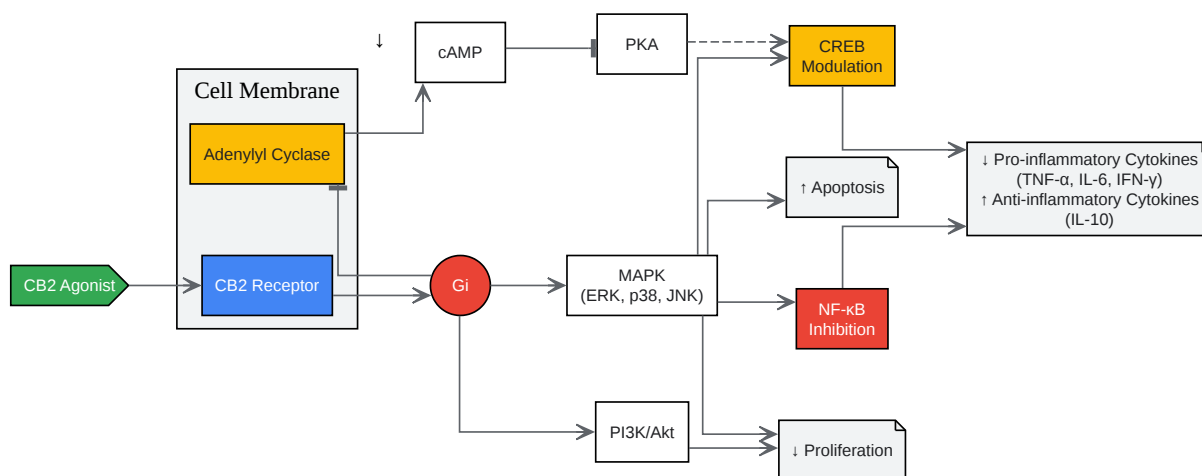 ↓
cAMP
PKA
CREB
Modulation
Cell Membrane
Adenylyl Cyclase
↑ Apoptosis
↓ Pro-inflammatory Cytokines
(TNF-α, IL-6, IFN-γ)
↑ Anti-inflammatory Cytokines
(IL-10)
CB2 Agonist
CB2 Receptor
Gi
MAPK
(ERK, p38, JNK)
NF-κB
Inhibition
PI3K/Akt
↓ Proliferation